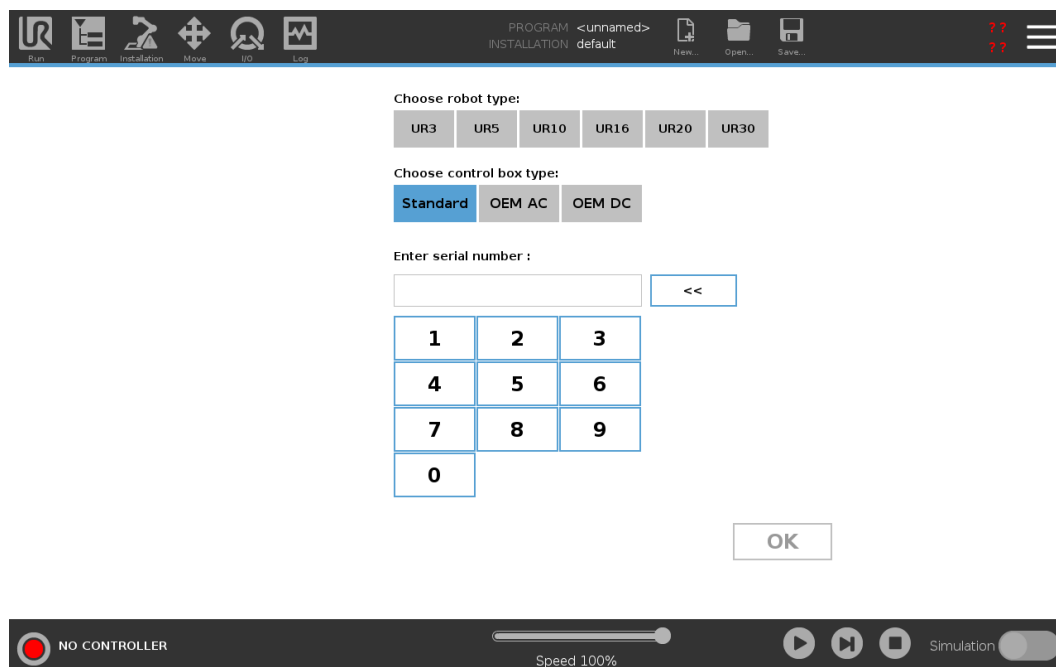 PROGRAM <unnamed>
INSTALLATION default
? ?
? ?
Run Program Installation Move I/O Log New... Open... Save...
Choose robot type:
UR3 UR5 UR10 UR16 UR20 UR30
Choose control box type:
Standard OEM AC OEM DC
Enter serial number :
<<
1 2 3
4 5 6
7 8 9
0
OK
NO CONTROLLER
Speed 100%
Simulation